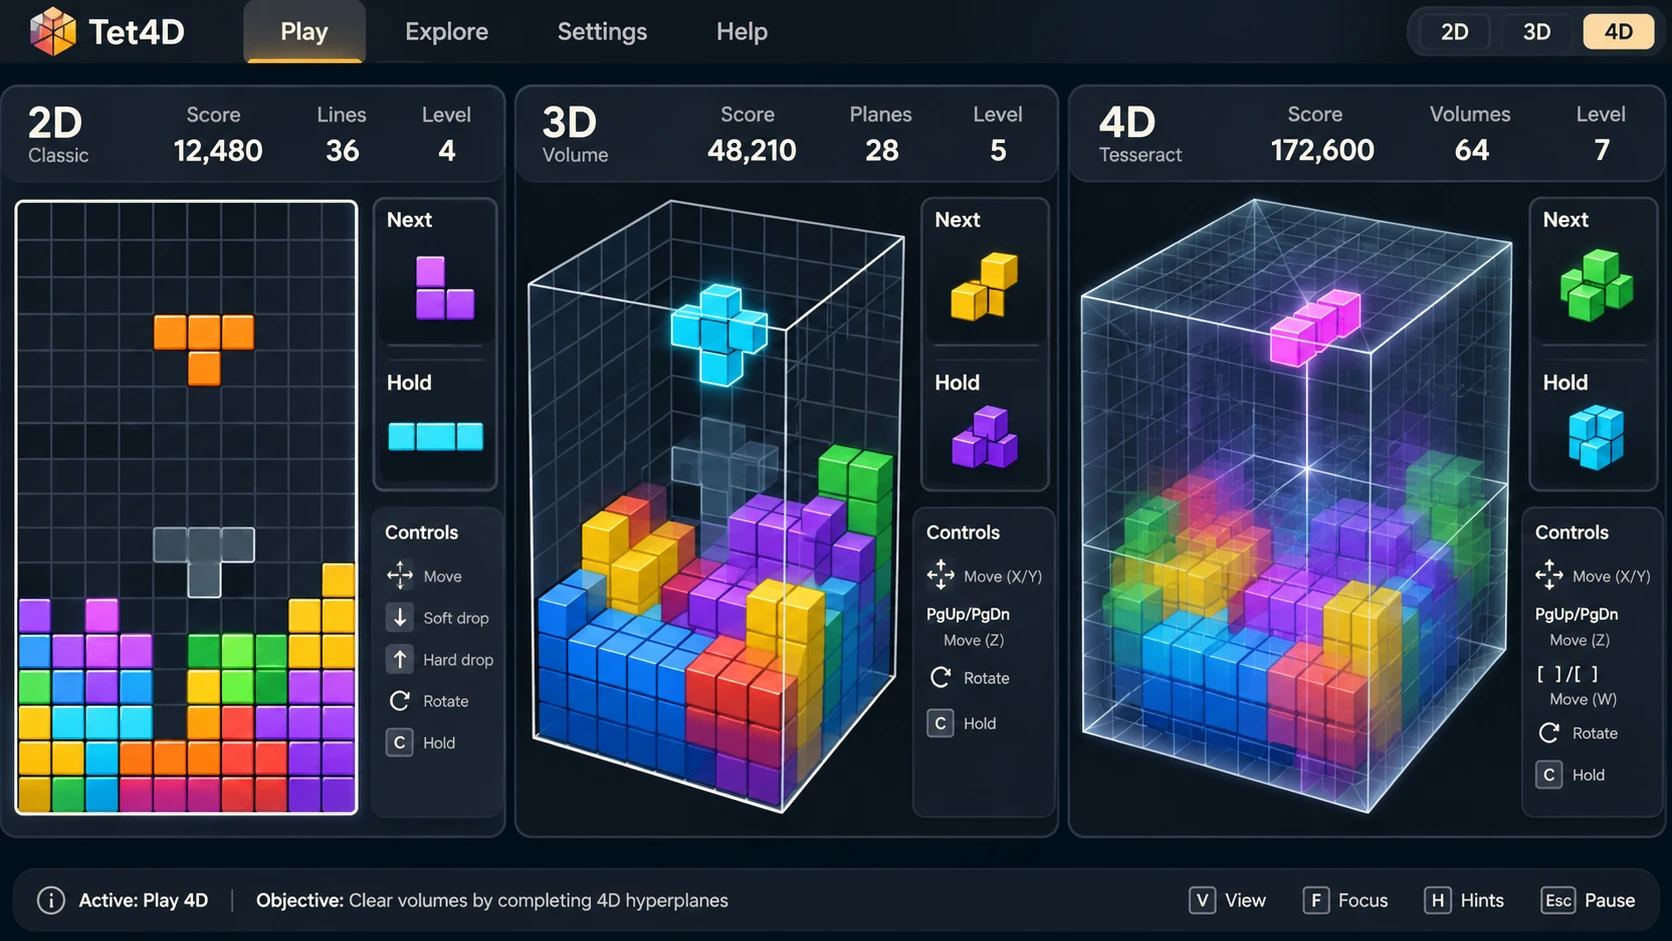 Tet4D
Play
Explore
Settings
Help
2D
3D
4D
2D
Classic
Score
12,480
Lines
36
Level
4
Next
Hold
Controls
Move
Soft drop
Hard drop
Rotate
C Hold
3D
Volume
Score
48,210
Planes
28
Level
5
Next
Hold
Controls
Move (X/Y)
PgUp/PgDn
Move (Z)
Rotate
C Hold
4D
Tesseract
Score
172,600
Volumes
64
Level
7
Next
Hold
Controls
Move (X/Y)
PgUp/PgDn
Move (Z)
[ ]/[ ]
Move (W)
Rotate
C Hold
Active: Play 4D
Objective: Clear volumes by completing 4D hyperplanes
V View
F Focus
H Hints
Esc Pause